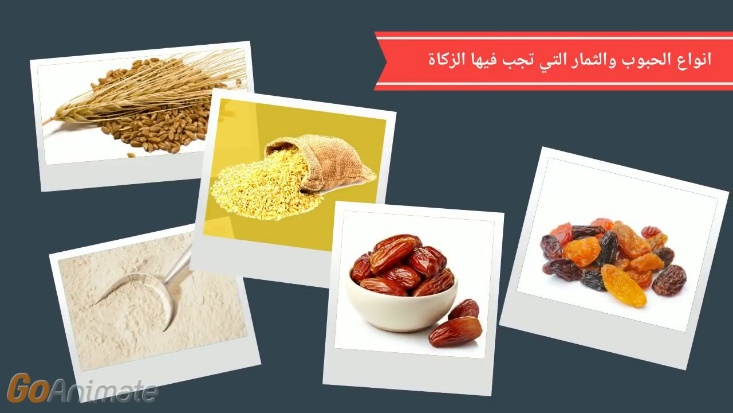 انواع الحبوب والثمار التي تجب فيها الزكاة
GoAnimate